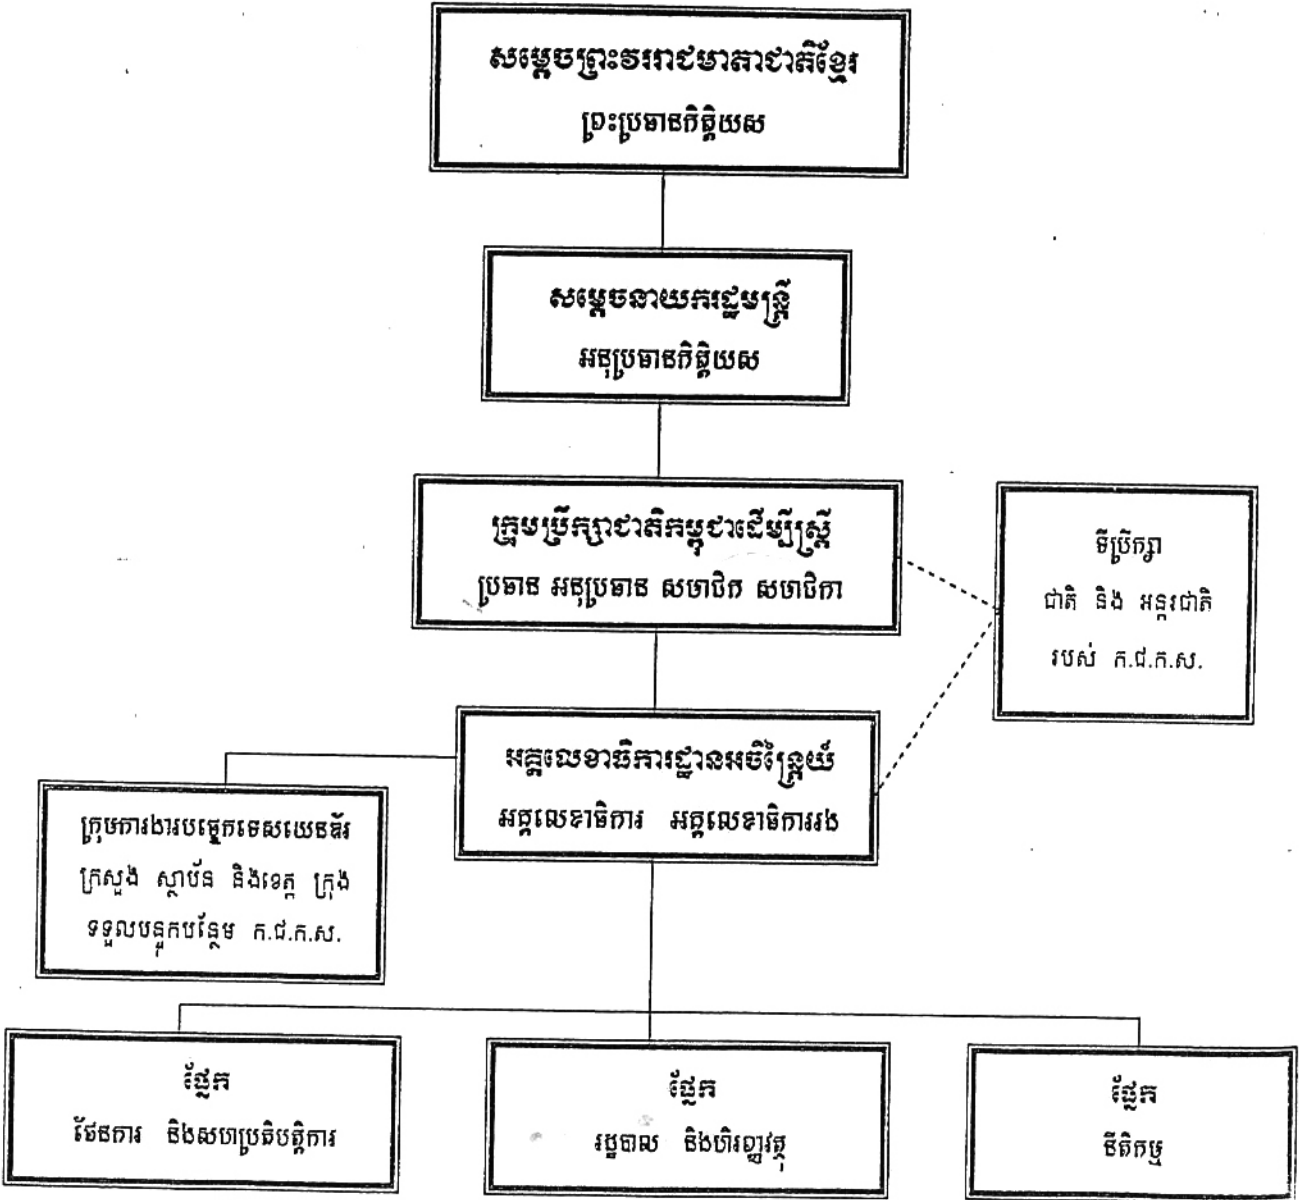 សម្តេចព្រះវររាជមាតាជាតិខ្មែរ
ព្រះប្រធានកិត្តិយស
សម្តេចនាយករដ្ឋមន្ត្រី
អនុប្រធានកិត្តិយស
ក្រុមប្រឹក្សាជាតិកម្ពុជាដើម្បីស្ត្រី
ប្រធាន អនុប្រធាន សមាជិក សមាជិកា
ទីប្រឹក្សា
ជាតិ និង អន្តរជាតិ
របស់ ក.ជ.ក.ស.
អគ្គលេខាធិការដ្ឋានអចិន្ត្រៃយ៍
អគ្គលេខាធិការ អគ្គលេខាធិការរង
ក្រុមការងារបច្ចេកទេសយេនឌ័រ
ក្រសួង ស្ថាប័ន និងខេត្ត ក្រុង
ទទួលបន្ទុកបន្ថែម ក.ជ.ក.ស.
ផ្នែក
ផែនការ និងសហប្រតិបត្តិការ
ផ្នែក
រដ្ឋបាល និងហិរញ្ញវត្ថុ
ផ្នែក
នីតិកម្ម